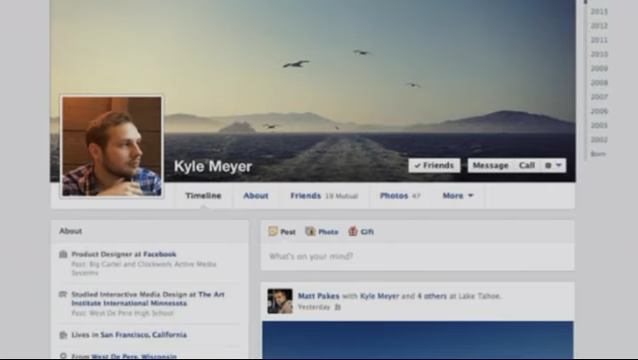 2013
2012
2011
2010
2009
2008
2007
2006
2005
2002
Born
Kyle Meyer
Friends
Message
Call
Timeline
About
Friends 19 Mutual
Photos 47
More
About
Product Designer at Facebook
Past: Big Cartel and Clockwork Active Media
Systems
Studied Interactive Media Design at The Art
Institute International Minnesota
Past: West De Pere High School
Lives in San Francisco, California
From West De Pere, Wisconsin
Post
Photo
Gift
What's on your mind?
Matt Pakes with Kyle Meyer and 4 others at Lake Tahoe.
Yesterday